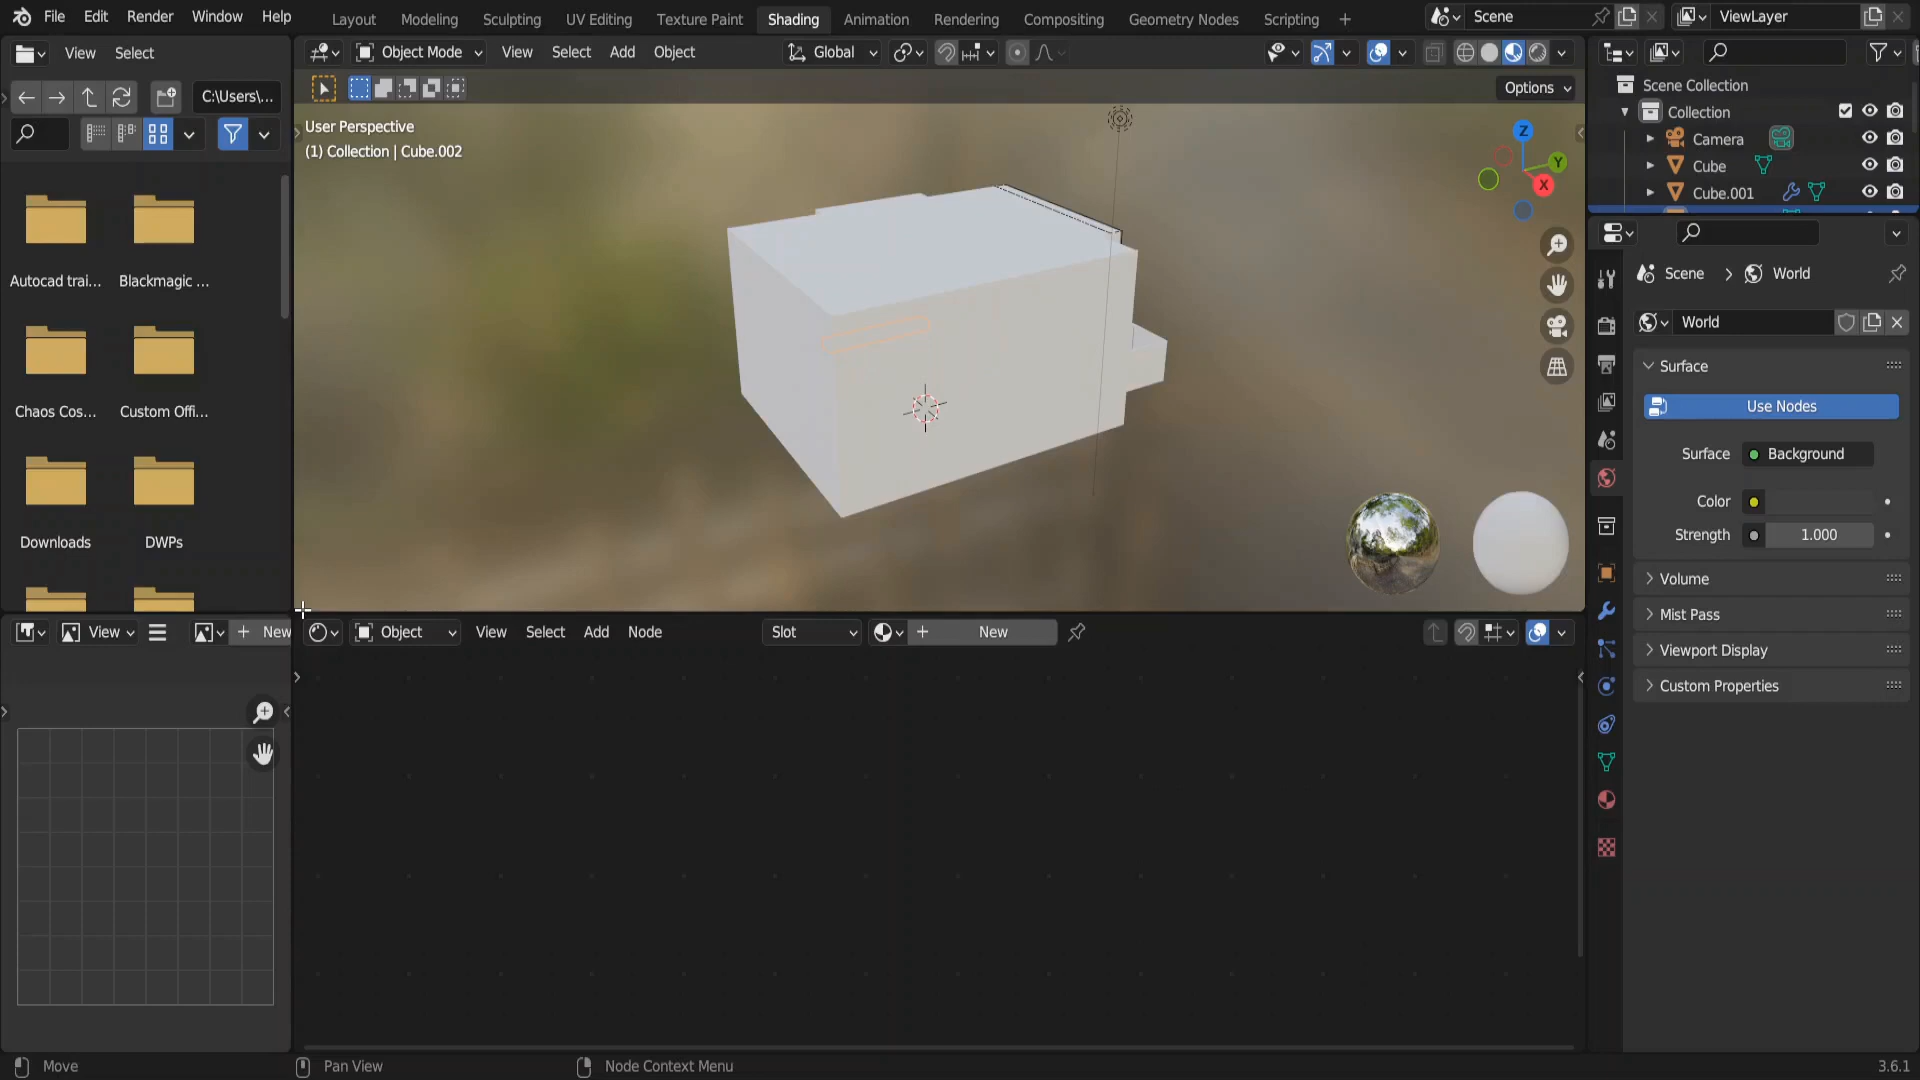 File Edit Render Window Help
Layout Modeling Sculpting UV Editing Texture Paint Shading Animation Rendering Compositing Geometry Nodes Scripting +
Scene
ViewLayer
View Select
Object Mode View Select Add Object
Global
C:\Users\...
Options
User Perspective
(1) Collection | Cube.002
Z
Y
X
Autocad trai...
Blackmagic ...
Chaos Cos...
Custom Offi...
Downloads
DWPs
Scene Collection
Collection
Camera
Cube
Cube.001
Scene > World
World
Surface
Use Nodes
Surface Background
Color
Strength 1.000
Volume
Mist Pass
Viewport Display
Custom Properties
View + New
Object View Select Add Node
Slot
+ New
Move
Pan View
Node Context Menu
3.6.1